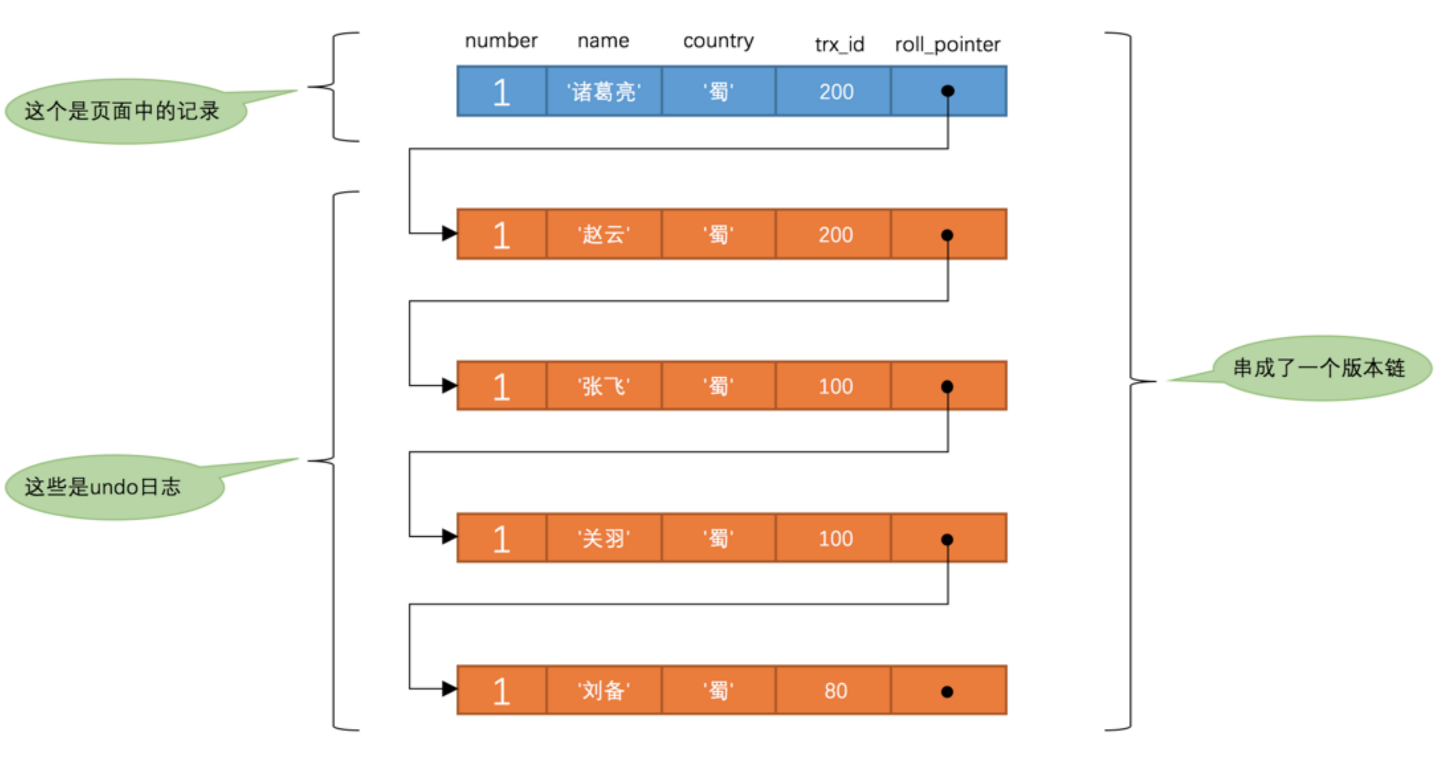 number name country trx_id roll_pointer
1 '诸葛亮' '蜀' 200
这个是页面中的记录
1 '赵云' '蜀' 200
1 '张飞' '蜀' 100
串成了一个版本链
这些是undo日志
1 '关羽' '蜀' 100
1 '刘备' '蜀' 80